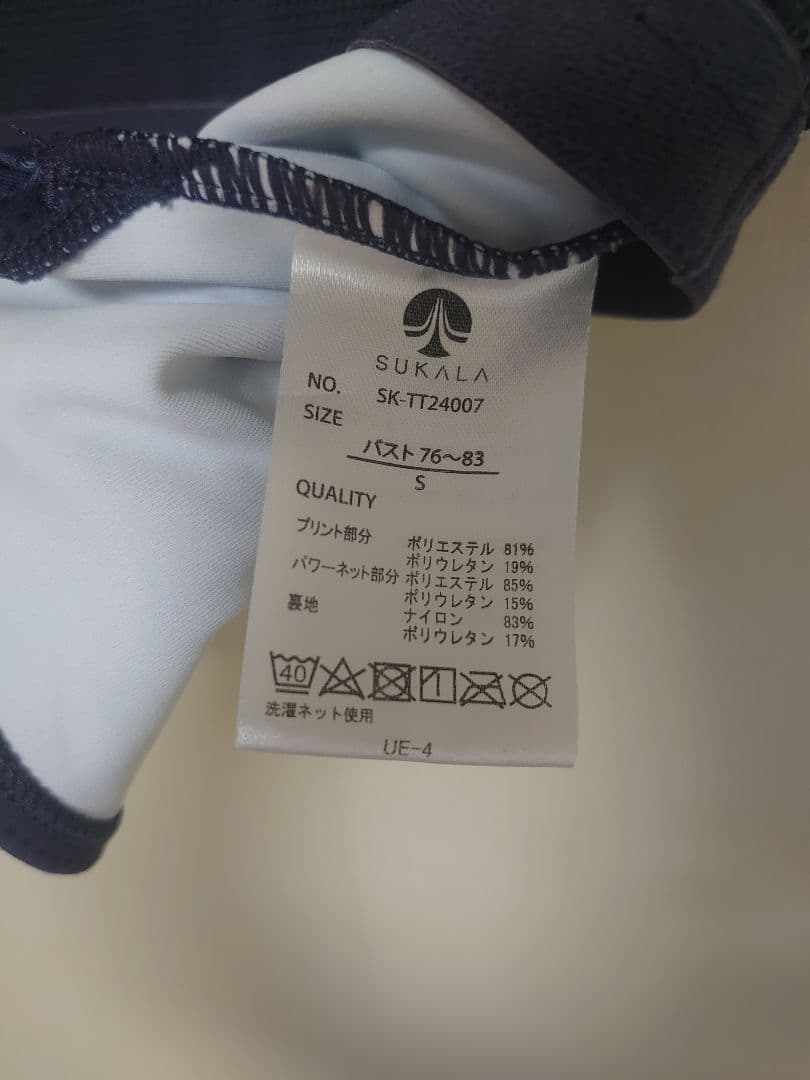 SUKALA
NO. SK-TT24007
SIZE
バスト 76～83
S
QUALITY
プリント部分 ポリエステル 81%
ポリウレタン 19%
パワーネット部分 ポリエステル 85%
ポリウレタン 15%
裏地 ナイロン 83%
ポリウレタン 17%
40
洗濯ネット使用
UE-4